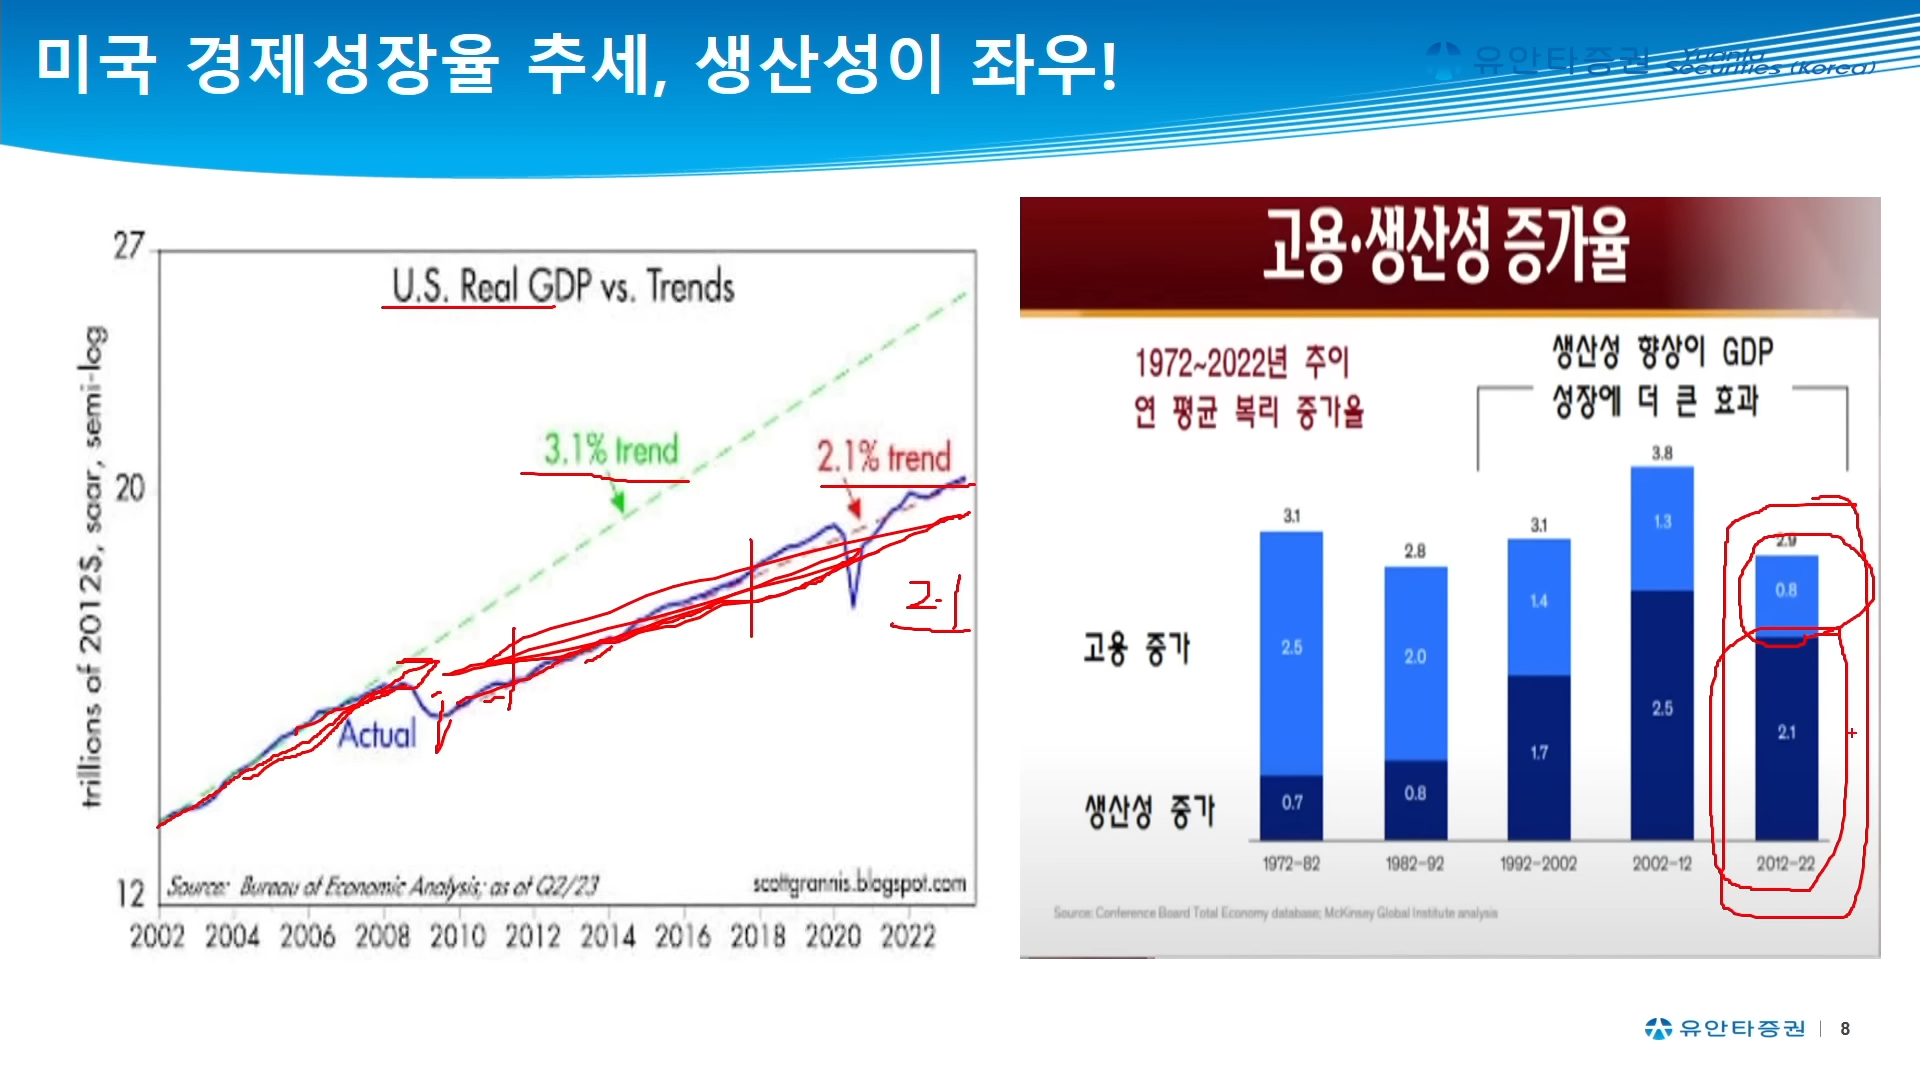 미국 경제성장율 추세, 생산성이 좌우!
유안타증권 Yuanta Securities (Korea)
27
U.S. Real GDP vs. Trends
trillions of 2012$, saar, semi-log
3.1% trend
2.1% trend
20
2.1
Actual
Source: Bureau of Economic Analysis; as of Q2/23
scottgrannis.blogspot.com
12
2002 2004 2006 2008 2010 2012 2014 2016 2018 2020 2022
고용·생산성 증가율
1972~2022년 추이
연 평균 복리 증가율
생산성 향상이 GDP
성장에 더 큰 효과
3.1 2.8 3.1 3.8 2.9
고용 증가
2.5 2.0 1.4 1.3 0.8
생산성 증가
0.7 0.8 1.7 2.5 2.1
1972–82 1982–92 1992–2002 2002–12 2012–22
Source: Conference Board Total Economy database; McKinsey Global Institute analysis
유안타증권 | 8